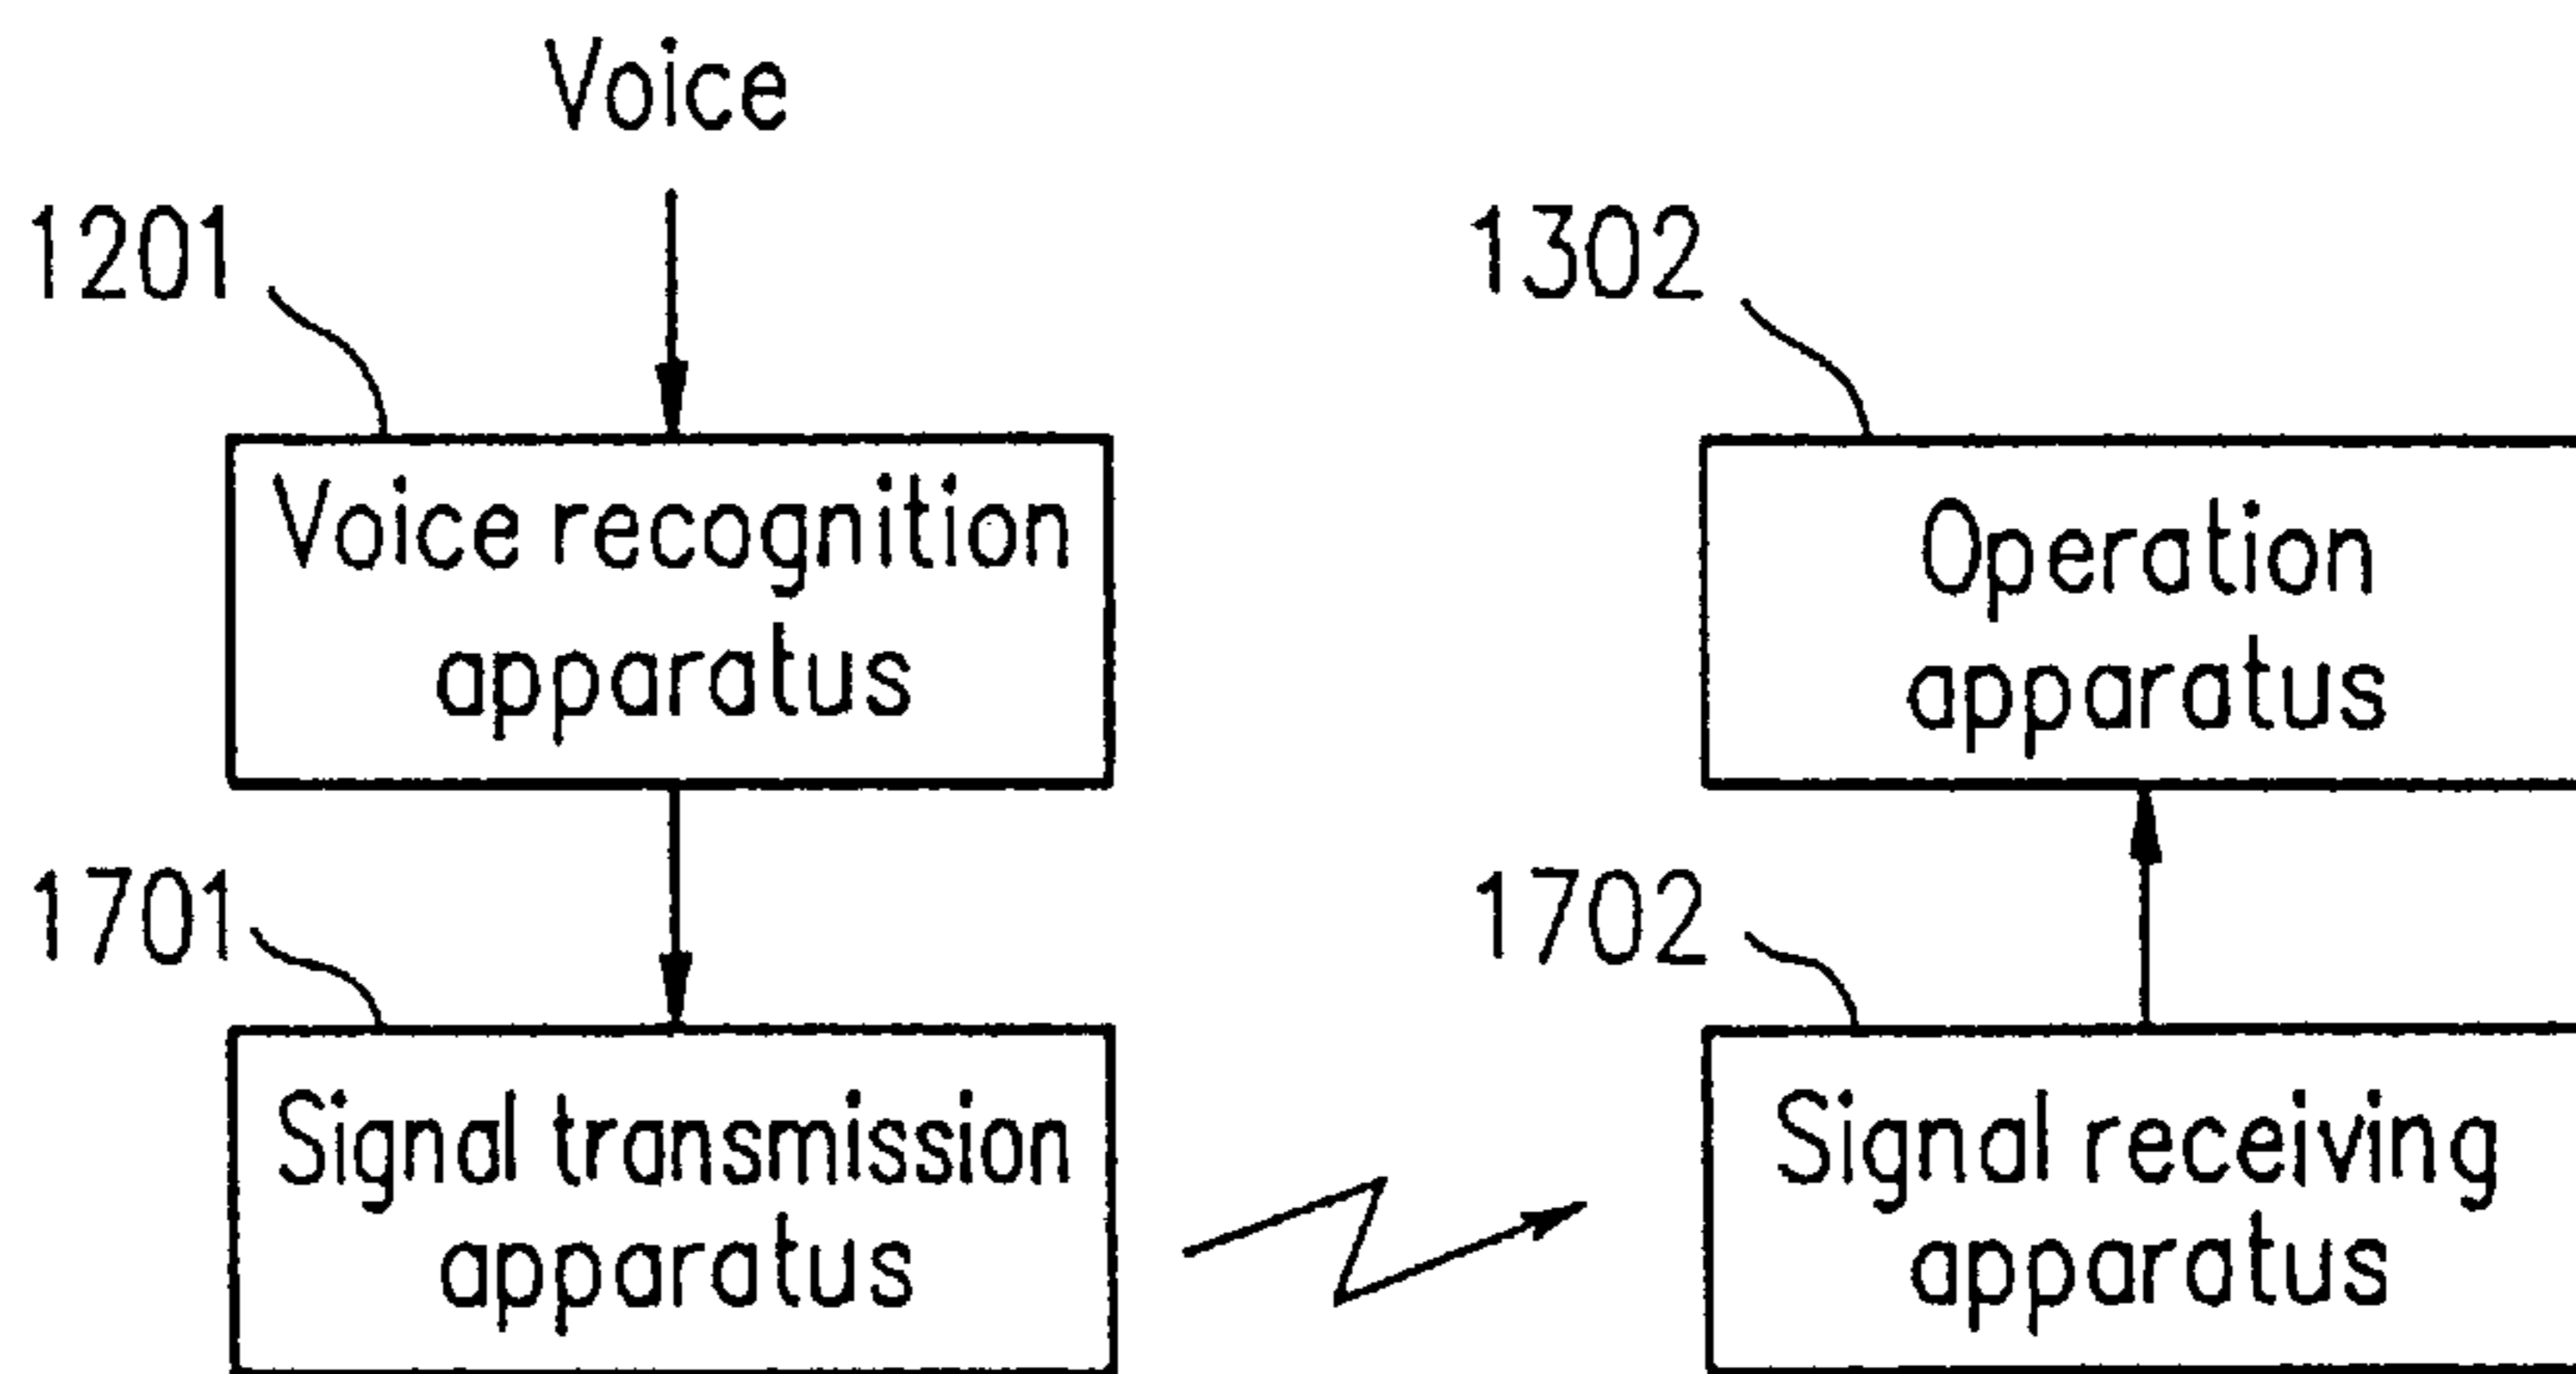 Voice
1201
Voice recognition
apparatus
1701
Signal transmission
apparatus
1302
Operation
apparatus
1702
Signal receiving
apparatus